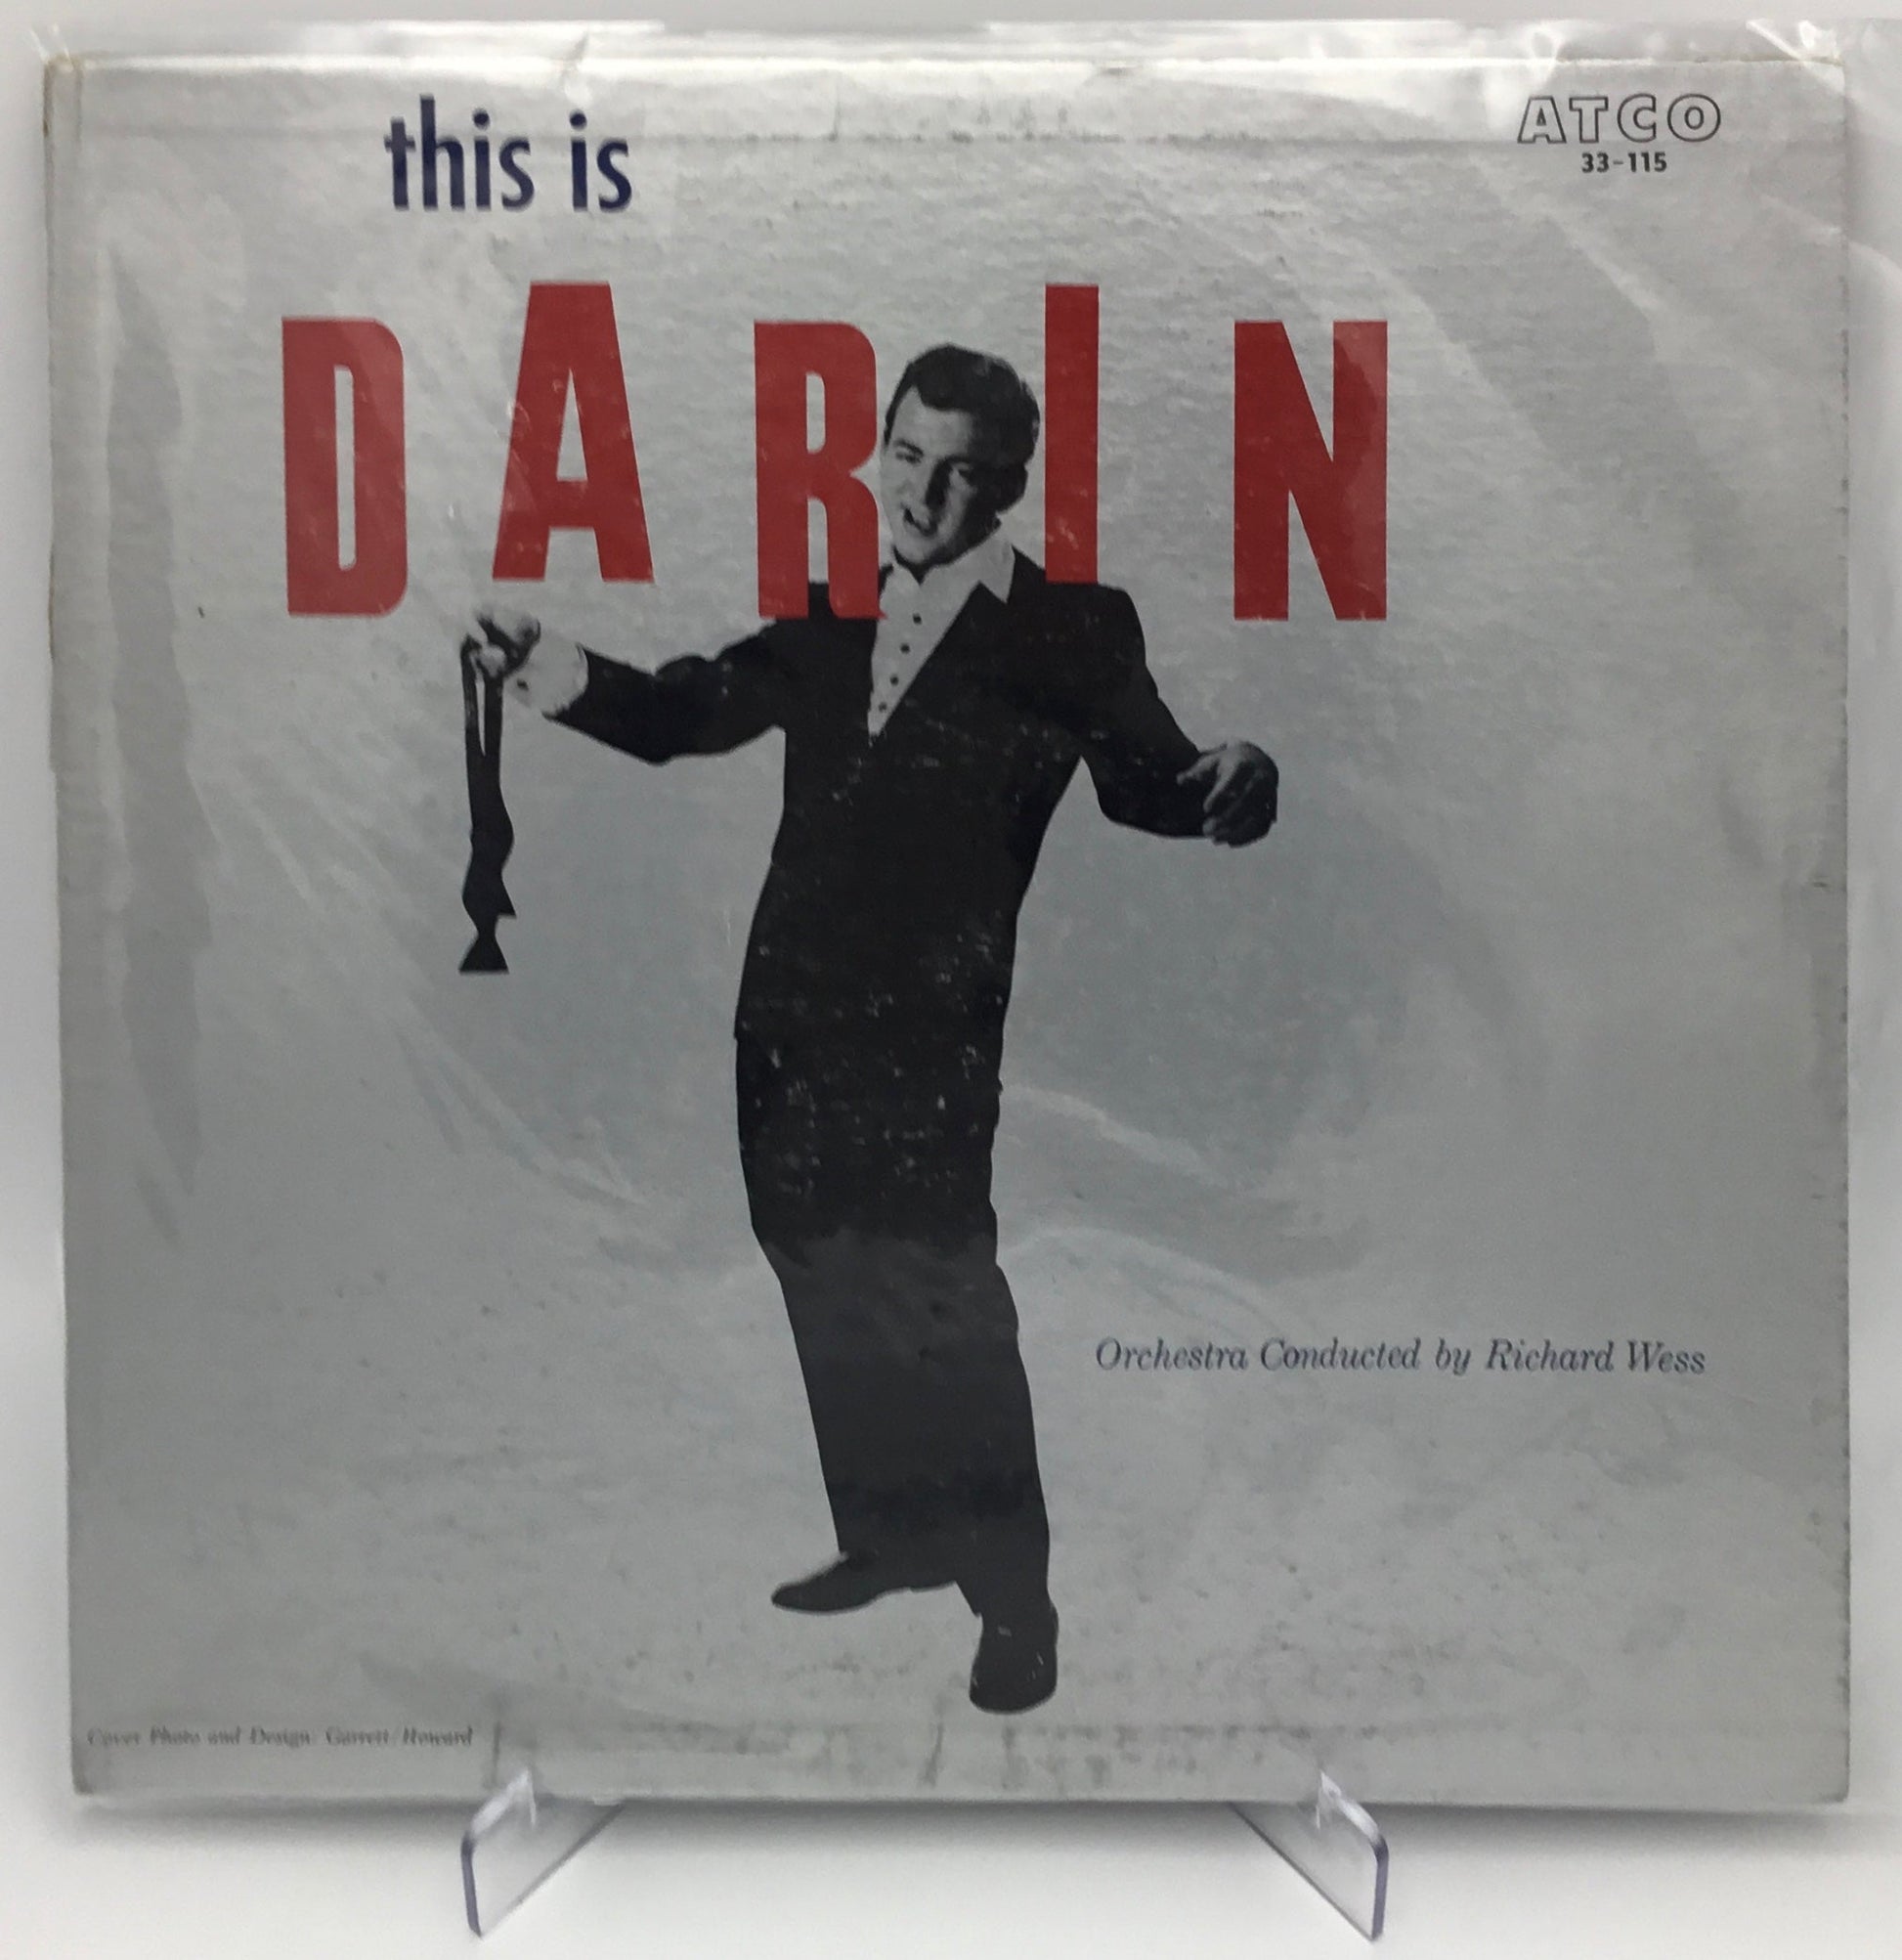 this is
ATCO
33-115
DARIN
Orchestra Conducted by Richard Wess
Cover Photo and Design: Garrett/Howard